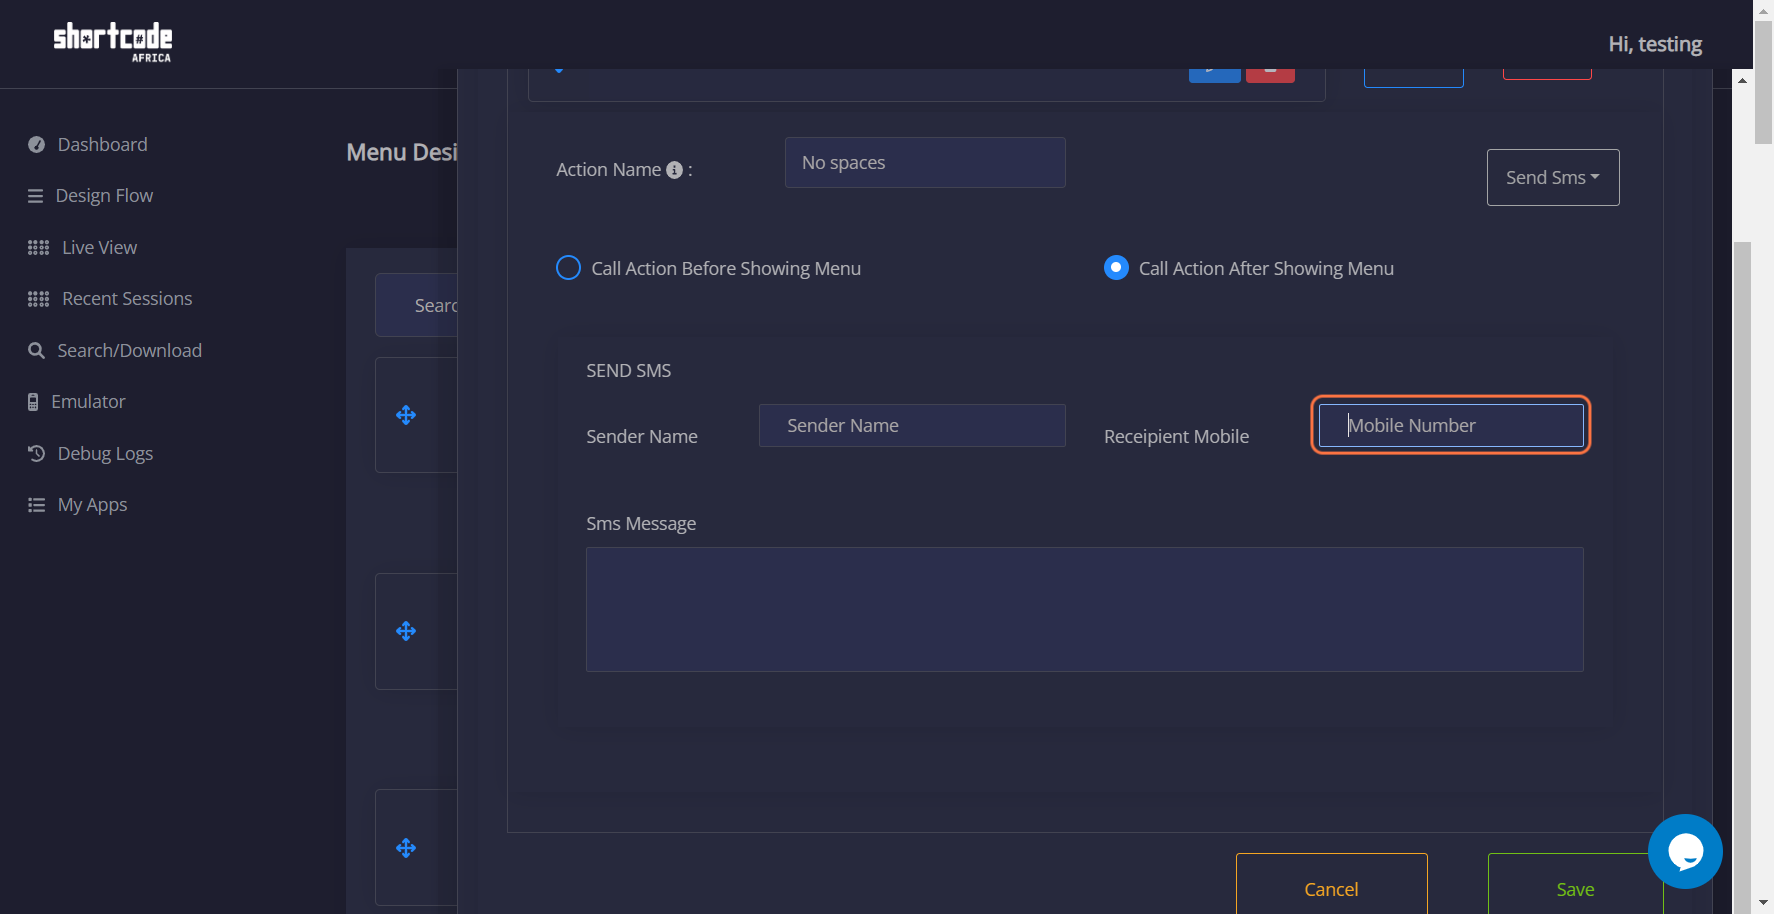 shortcode
AFRICA
Hi, testing
Dashboard
Design Flow
Live View
Recent Sessions
Search/Download
Emulator
Debug Logs
My Apps
Menu Desi
Searc
Action Name :
No spaces
Send Sms
Call Action Before Showing Menu
Call Action After Showing Menu
SEND SMS
Sender Name
Sender Name
Receipient Mobile
Mobile Number
Sms Message
Cancel
Save